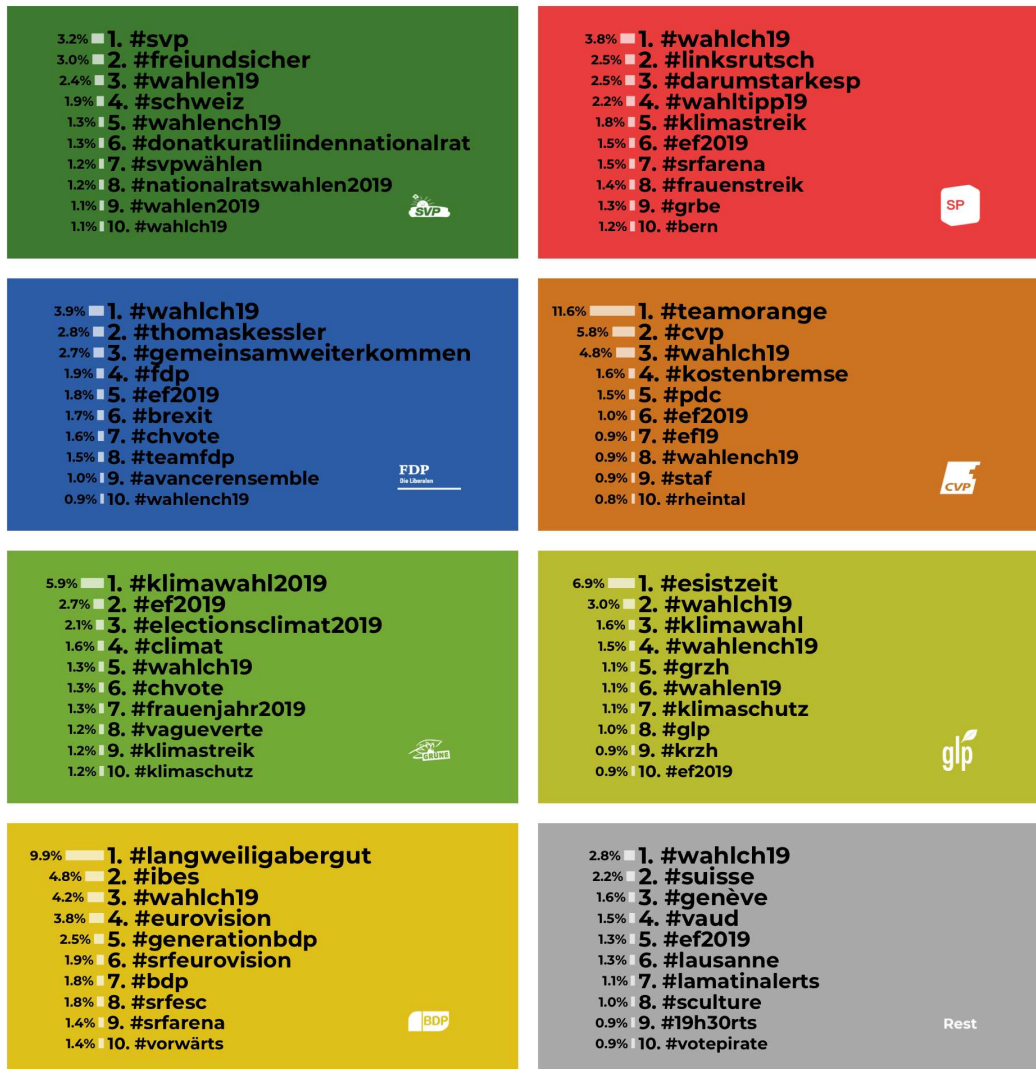 3.2% 1. #svp
3.0% 2. #freiundsicher
2.4% 3. #wahlen19
1.9% 4. #schweiz
1.3% 5. #wahlench19
1.3% 6. #donatkuratliindennationalrat
1.2% 7. #svpwählen
1.2% 8. #nationalratswahlen2019
1.1% 9. #wahlen2019
1.1% 10. #wahlch19
SVP
3.8% 1. #wahlch19
2.5% 2. #linksrutsch
2.5% 3. #darumstarkesp
2.2% 4. #wahltipp19
1.8% 5. #klimastreik
1.5% 6. #ef2019
1.5% 7. #srfarena
1.4% 8. #frauenstreik
1.3% 9. #grbe
1.2% 10. #bern
SP
3.9% 1. #wahlch19
2.8% 2. #thomaskessler
2.7% 3. #gemeinsamweiterkommen
1.9% 4. #fdp
1.8% 5. #ef2019
1.7% 6. #brexit
1.6% 7. #chvote
1.5% 8. #teamfdp
1.0% 9. #avancerensemble
0.9% 10. #wahlench19
FDP
Die Liberalen
11.6% 1. #teamorange
5.8% 2. #cvp
4.8% 3. #wahlch19
1.6% 4. #kostenbremse
1.5% 5. #pdc
1.0% 6. #ef2019
0.9% 7. #ef19
0.9% 8. #wahlench19
0.9% 9. #staf
0.8% 10. #rheintal
CVP
5.9% 1. #klimawahl2019
2.7% 2. #ef2019
2.1% 3. #electionsclimat2019
1.6% 4. #climat
1.3% 5. #wahlch19
1.3% 6. #chvote
1.3% 7. #frauenjahr2019
1.2% 8. #vagueverte
1.2% 9. #klimastreik
1.2% 10. #klimaschutz
GRÜNE
6.9% 1. #esistzeit
3.0% 2. #wahlch19
1.6% 3. #klimawahl
1.5% 4. #wahlench19
1.1% 5. #grzh
1.1% 6. #wahlen19
1.1% 7. #klimaschutz
1.0% 8. #glp
0.9% 9. #krzh
0.9% 10. #ef2019
glp
9.9% 1. #langweiligabergut
4.8% 2. #ibes
4.2% 3. #wahlch19
3.8% 4. #eurovision
2.5% 5. #generationbdp
1.9% 6. #srfeurovision
1.8% 7. #bdp
1.8% 8. #srfesc
1.4% 9. #srfarena
1.4% 10. #vorwärts
BDP
2.8% 1. #wahlch19
2.2% 2. #suisse
1.6% 3. #genève
1.5% 4. #vaud
1.3% 5. #ef2019
1.3% 6. #lausanne
1.1% 7. #lamatinalerts
1.0% 8. #sculture
0.9% 9. #19h30rts
0.9% 10. #votepirate
Rest